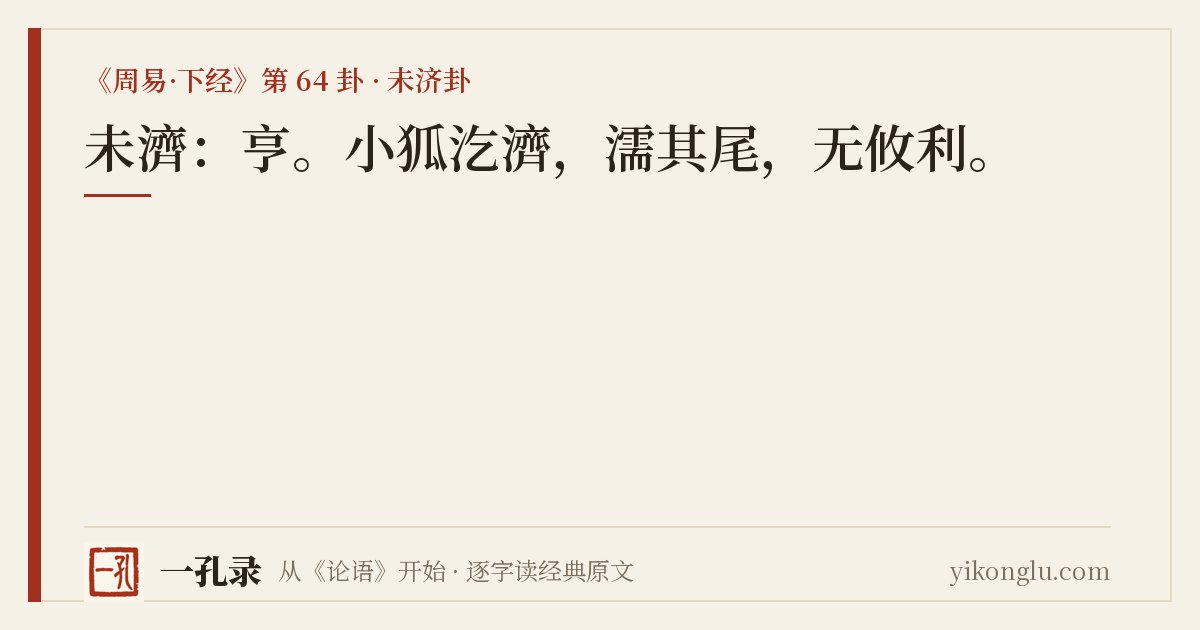 《周易·下经》第 64 卦 · 未济卦
未濟：亨。小狐汔濟，濡其尾，无攸利。
一孔
一孔录 从《论语》开始 · 逐字读经典原文 yikonglu.com